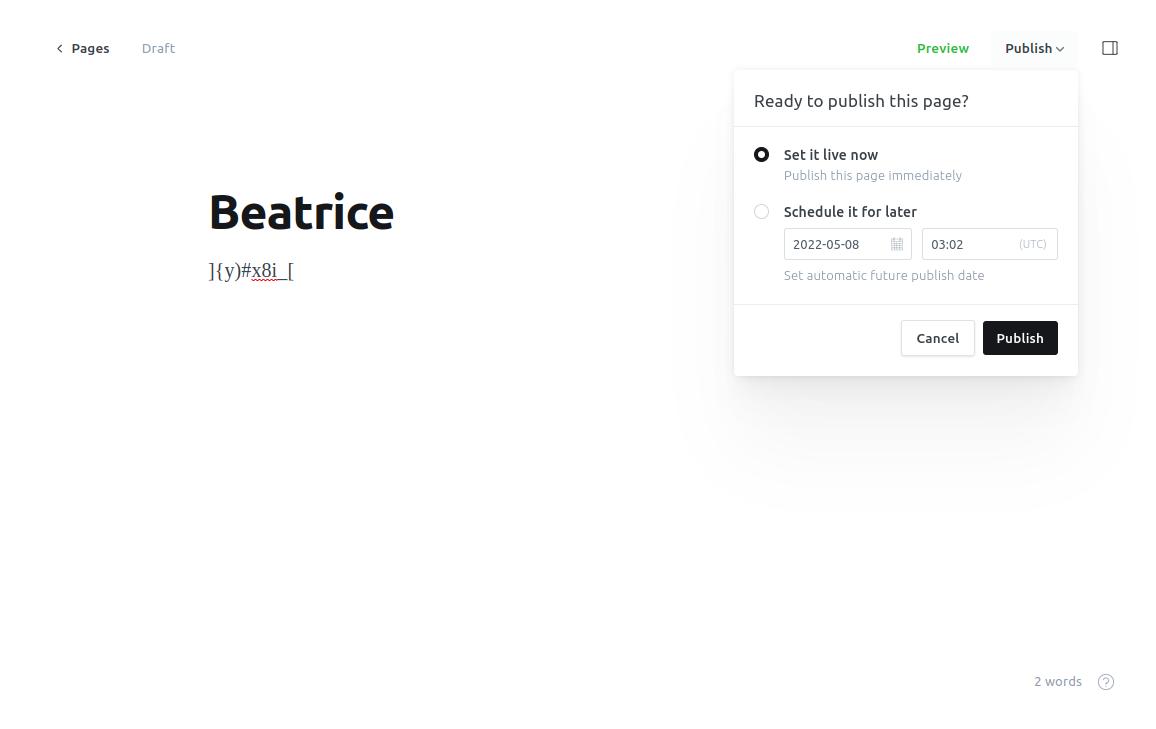 Pages
Draft
Preview
Publish
Ready to publish this page?
Set it live now
Publish this page immediately
Schedule it for later
2022-05-08
03:02
(UTC)
Set automatic future publish date
Cancel
Publish
Beatrice
]{y)#x8i_[
2 words
?